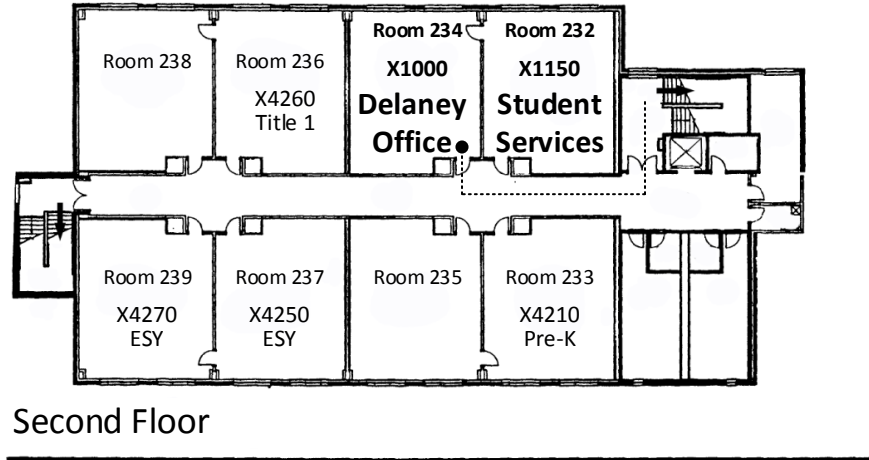 Room 238
Room 236
X4260
Title 1
Room 234
X1000
Delaney
Office
Room 232
X1150
Student
Services
Room 239
X4270
ESY
Room 237
X4250
ESY
Room 235
Room 233
X4210
Pre-K
Second Floor